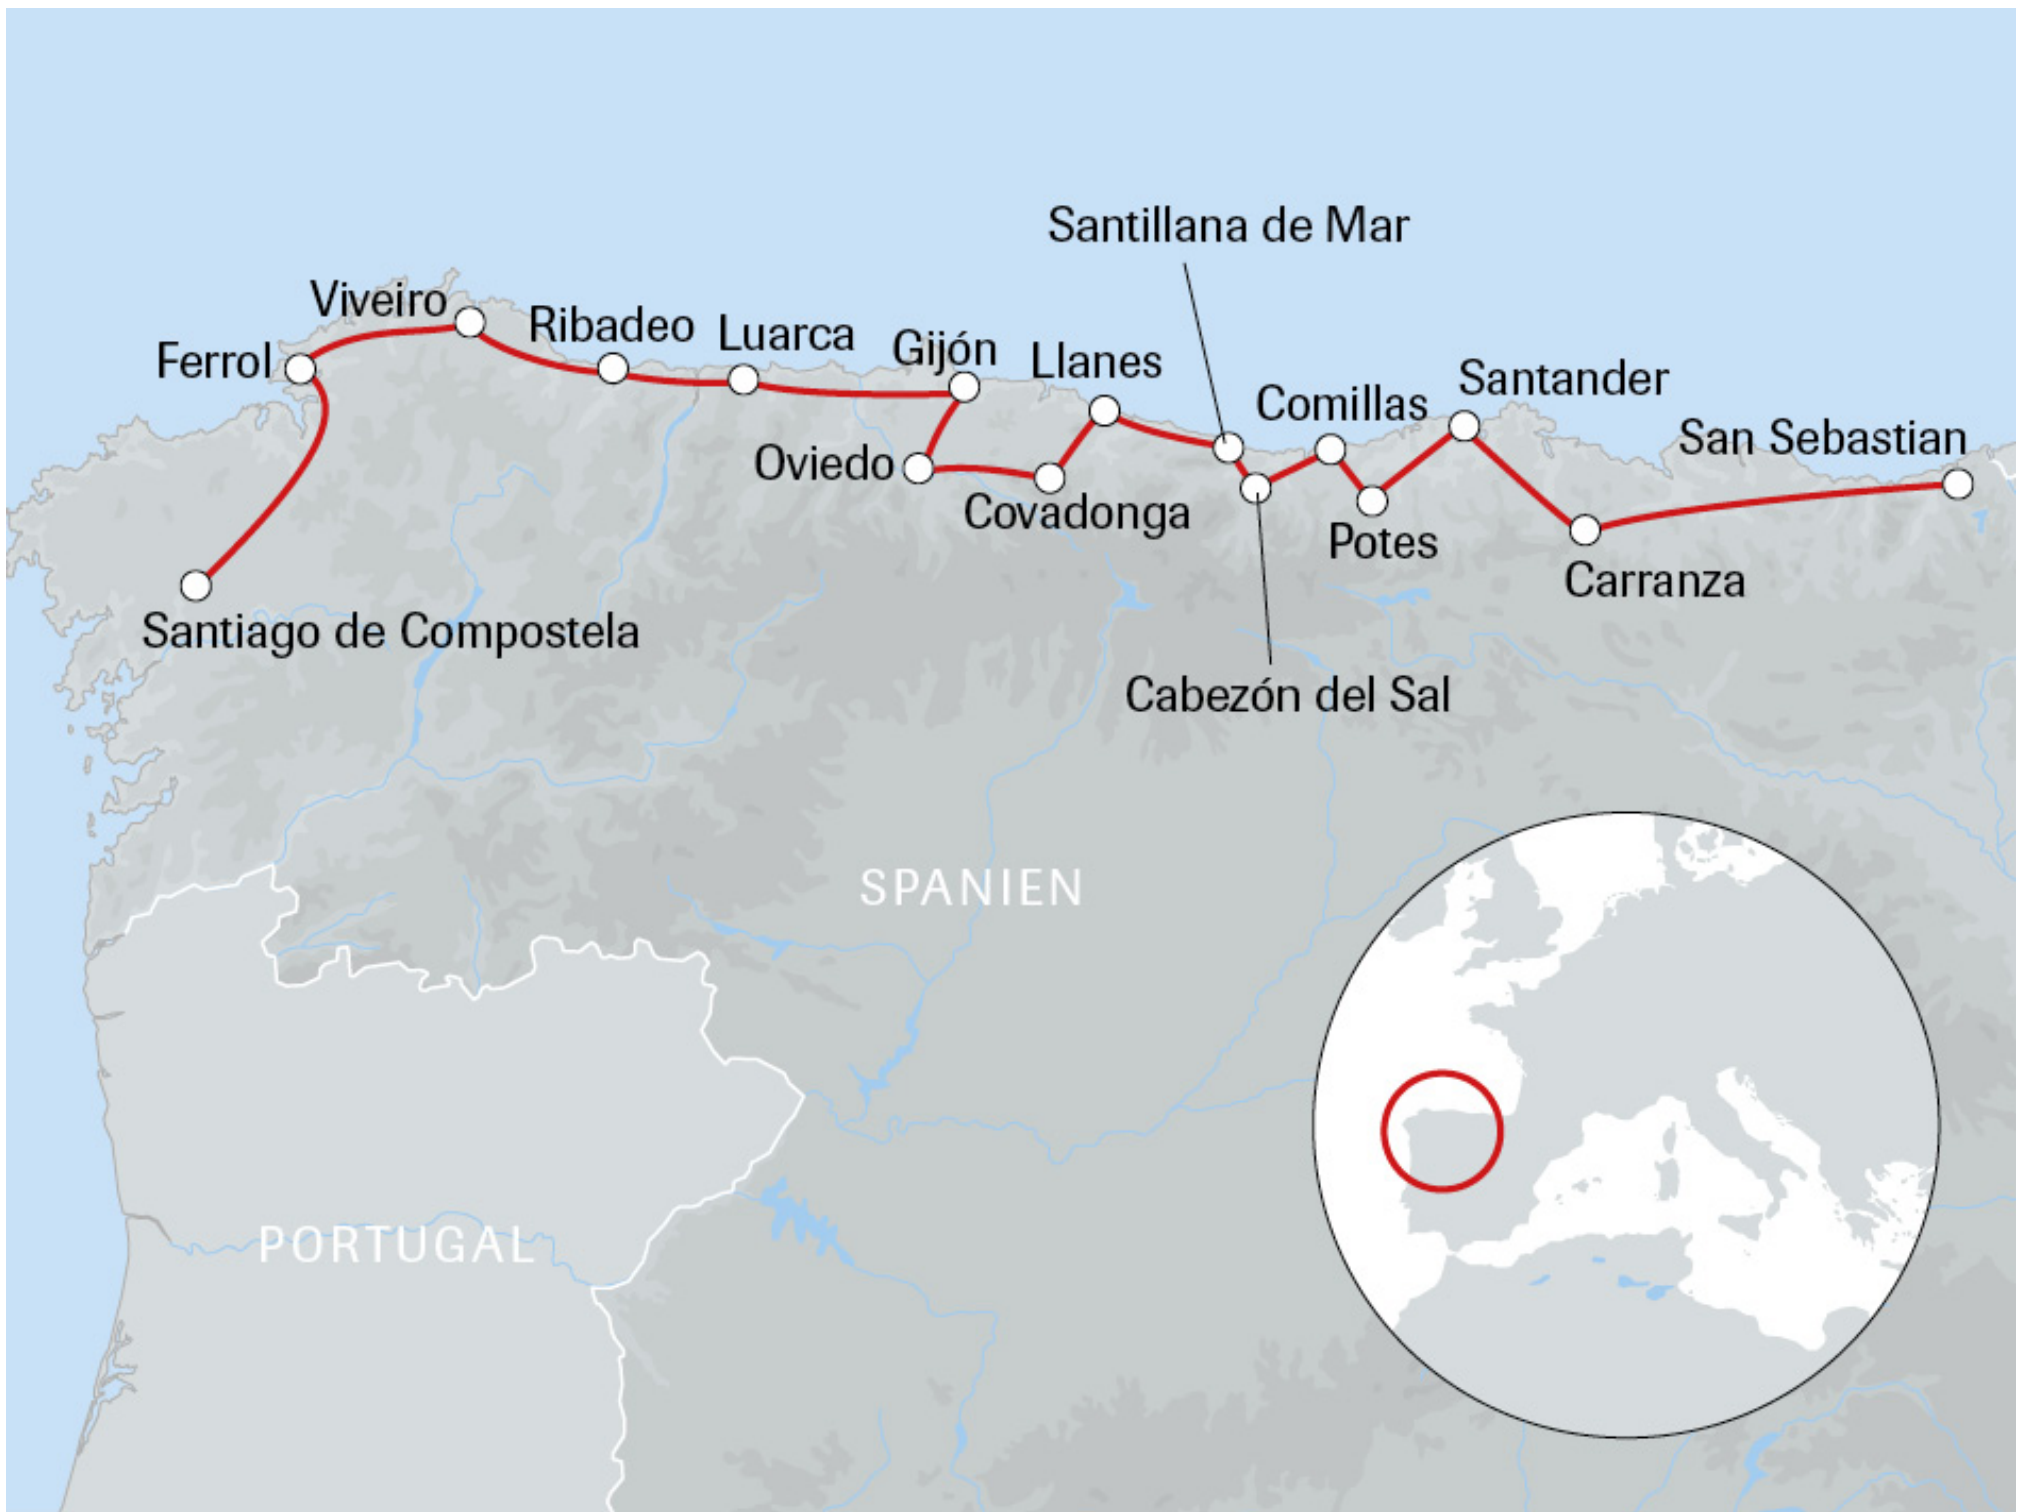 Santillana de Mar
Viveiro
Ribadeo
Luarca
Gijón
Llanes
Ferrol
Comillas
Santander
San Sebastian
Oviedo
Covadonga
Potes
Carranza
Santiago de Compostela
Cabezón del Sal
SPANIEN
PORTUGAL